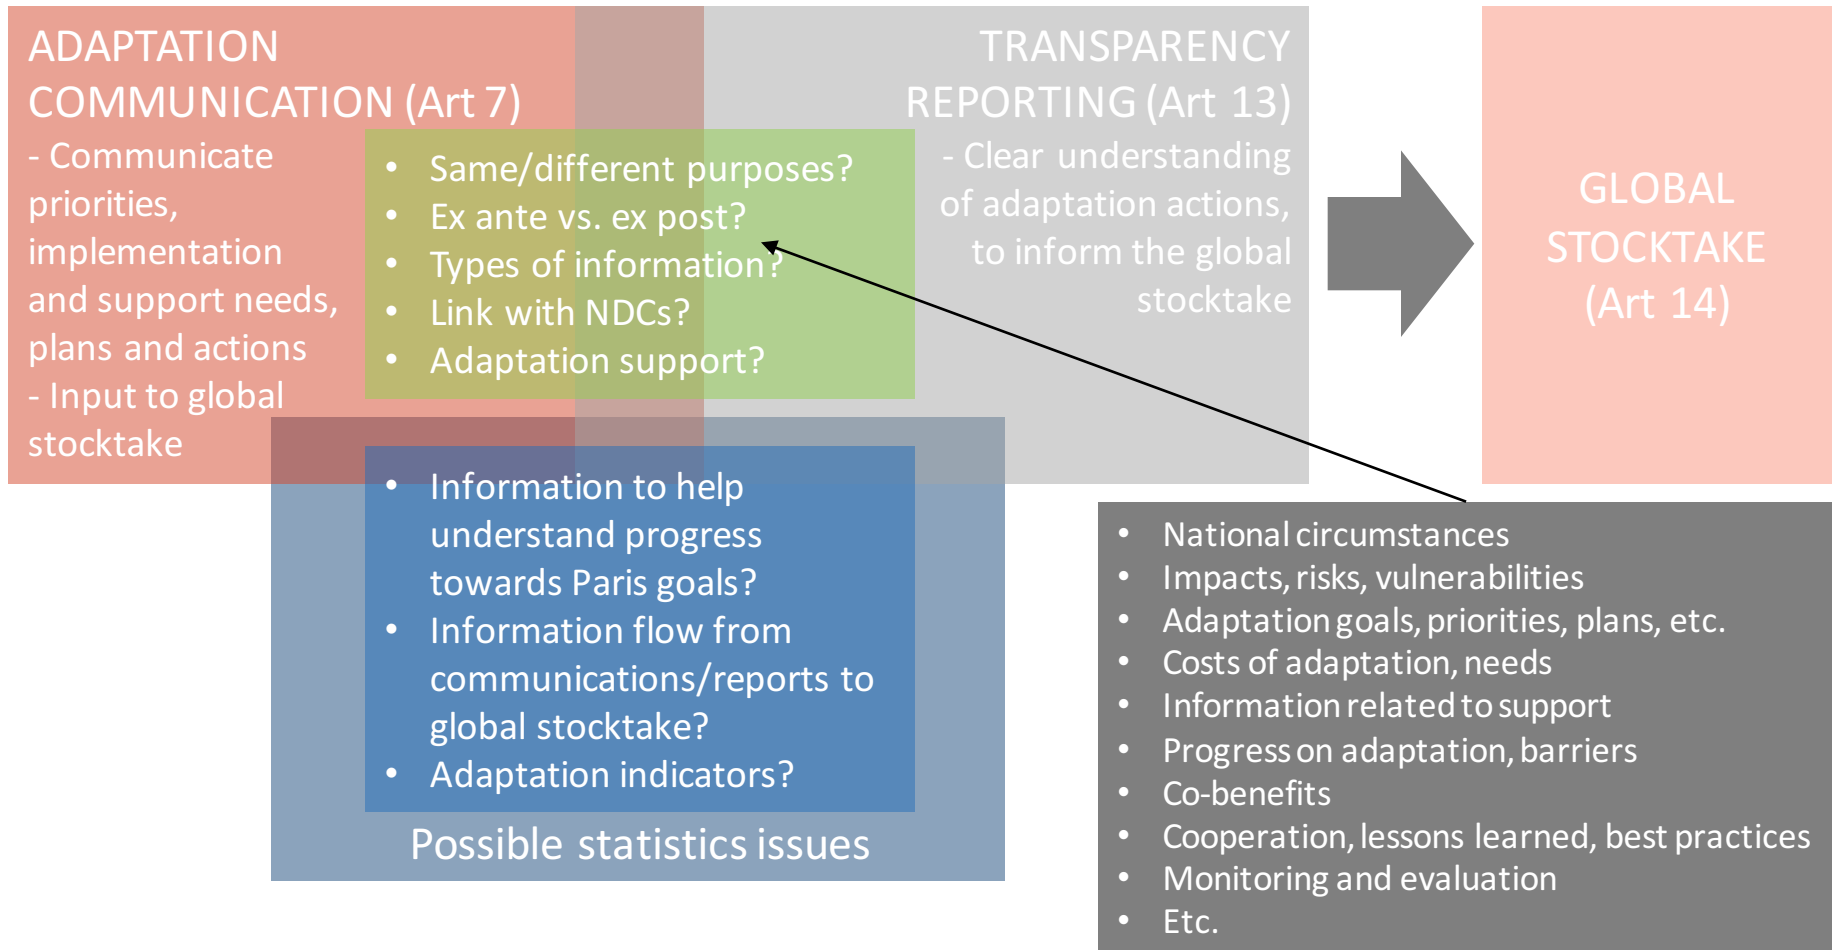 ADAPTATION
COMMUNICATION (Art 7)
- Communicate
priorities,
implementation
and support needs,
plans and actions
- Input to global
stocktake
• Same/different purposes?
• Ex ante vs. ex post?
• Types of information?
• Link with NDCs?
• Adaptation support?
TRANSPARENCY
REPORTING (Art 13)
- Clear understanding
of adaptation actions,
to inform the global
stocktake
GLOBAL
STOCKTAKE
(Art 14)
• Information to help
understand progress
towards Paris goals?
• Information flow from
communications/reports to
global stocktake?
• Adaptation indicators?
Possible statistics issues
• National circumstances
• Impacts, risks, vulnerabilities
• Adaptation goals, priorities, plans, etc.
• Costs of adaptation, needs
• Information related to support
• Progress on adaptation, barriers
• Co-benefits
• Cooperation, lessons learned, best practices
• Monitoring and evaluation
• Etc.